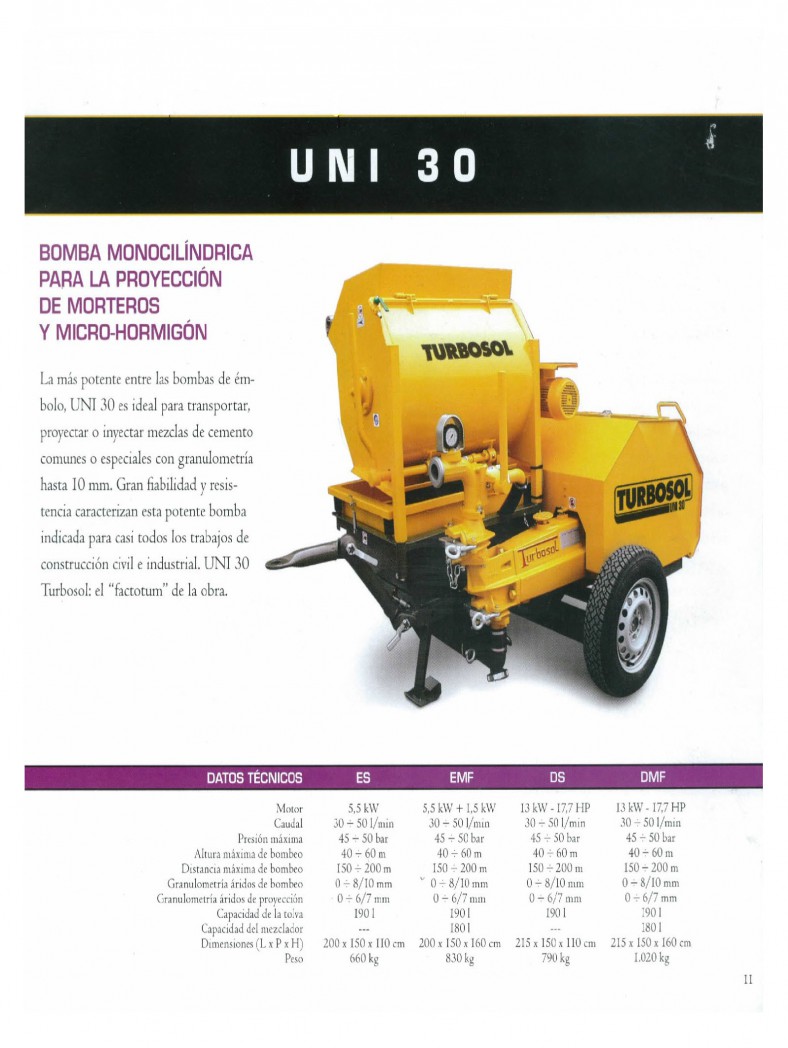 UNI 30
BOMBA MONOCILÍNDRICA
PARA LA PROYECCIÓN
DE MORTEROS
Y MICRO-HORMIGÓN
La más potente entre las bombas de ém-
bolo, UNI 30 es ideal para transportar,
proyectar o inyectar mezclas de cemento
comunes o especiales con granulometría
hasta 10 mm. Gran fiabilidad y resis-
tencia caracterizan esta potente bomba
indicada para casi todos los trabajos de
construcción civil e industrial. UNI 30
Turbosol: el “factotum” de la obra.
TURBOSOL
TURBOSOL
UNI 30
Turbosol
DATOS TÉCNICOS ES EMF DS DMF
Motor 5,5 kW 5,5 kW + 1,5 kW 13 kW - 17,7 HP 13 kW - 17,7 HP
Caudal 30 ÷ 50 l/min 30 ÷ 50 l/min 30 ÷ 50 l/min 30 ÷ 50 l/min
Presión máxima 45 ÷ 50 bar 45 ÷ 50 bar 45 ÷ 50 bar 45 ÷ 50 bar
Altura máxima de bombeo 40 ÷ 60 m 40 ÷ 60 m 40 ÷ 60 m 40 ÷ 60 m
Distancia máxima de bombeo 150 ÷ 200 m 150 ÷ 200 m 150 ÷ 200 m 150 ÷ 200 m
Granulometría áridos de bombeo 0 ÷ 8/10 mm 0 ÷ 8/10 mm 0 ÷ 8/10 mm 0 ÷ 8/10 mm
Granulometría áridos de proyección 0 ÷ 6/7 mm 0 ÷ 6/7 mm 0 ÷ 6/7 mm 0 ÷ 6/7 mm
Capacidad de la tolva 190 l 190 l 190 l 190 l
Capacidad del mezclador --- 180 l --- 180 l
Dimensiones (L x P x H) 200 x 150 x 110 cm 200 x 150 x 160 cm 215 x 150 x 110 cm 215 x 150 x 160 cm
Peso 660 kg 830 kg 790 kg 1.020 kg
11